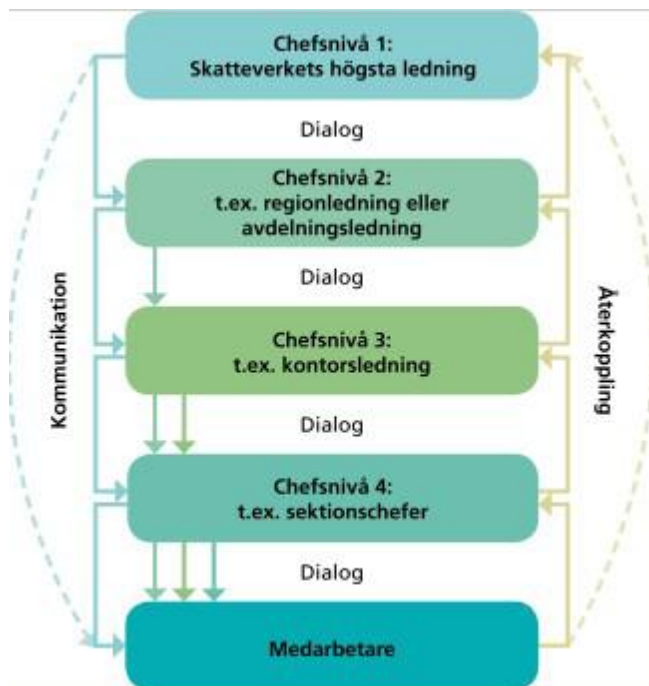 Chefsnivå 1:
Skatteverkets högsta ledning
Dialog
Chefsnivå 2:
t.ex. regionledning eller
avdelningsledning
Dialog
Kommunikation
Återkoppling
Chefsnivå 3:
t.ex. kontorsledning
Dialog
Chefsnivå 4:
t.ex. sektionschefer
Dialog
Medarbetare